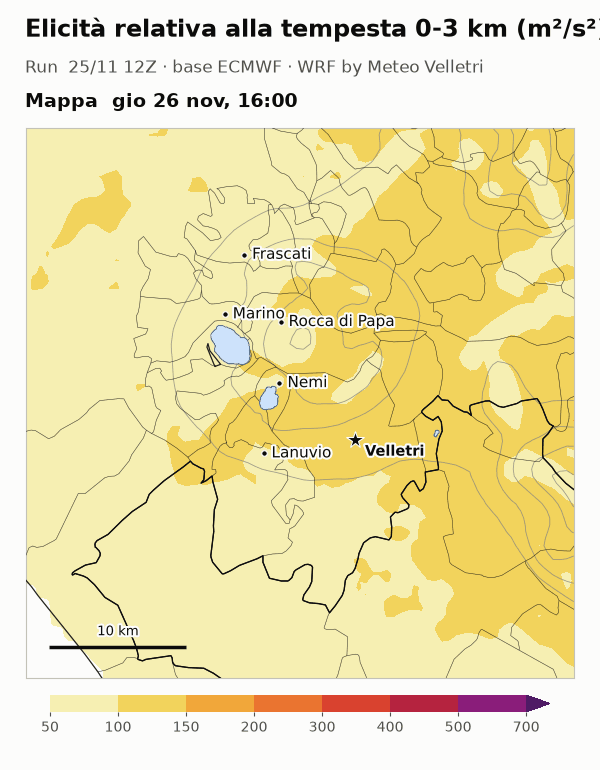 Elicità relativa alla tempesta 0-3 km (m²/s²)
Run 25/11 12Z · base ECMWF · WRF by Meteo Velletri
Mappa gio 26 nov, 16:00
Frascati
Marino
Rocca di Papa
Nemi
Velletri
Lanuvio
10 km
50 100 150 200 300 400 500 700